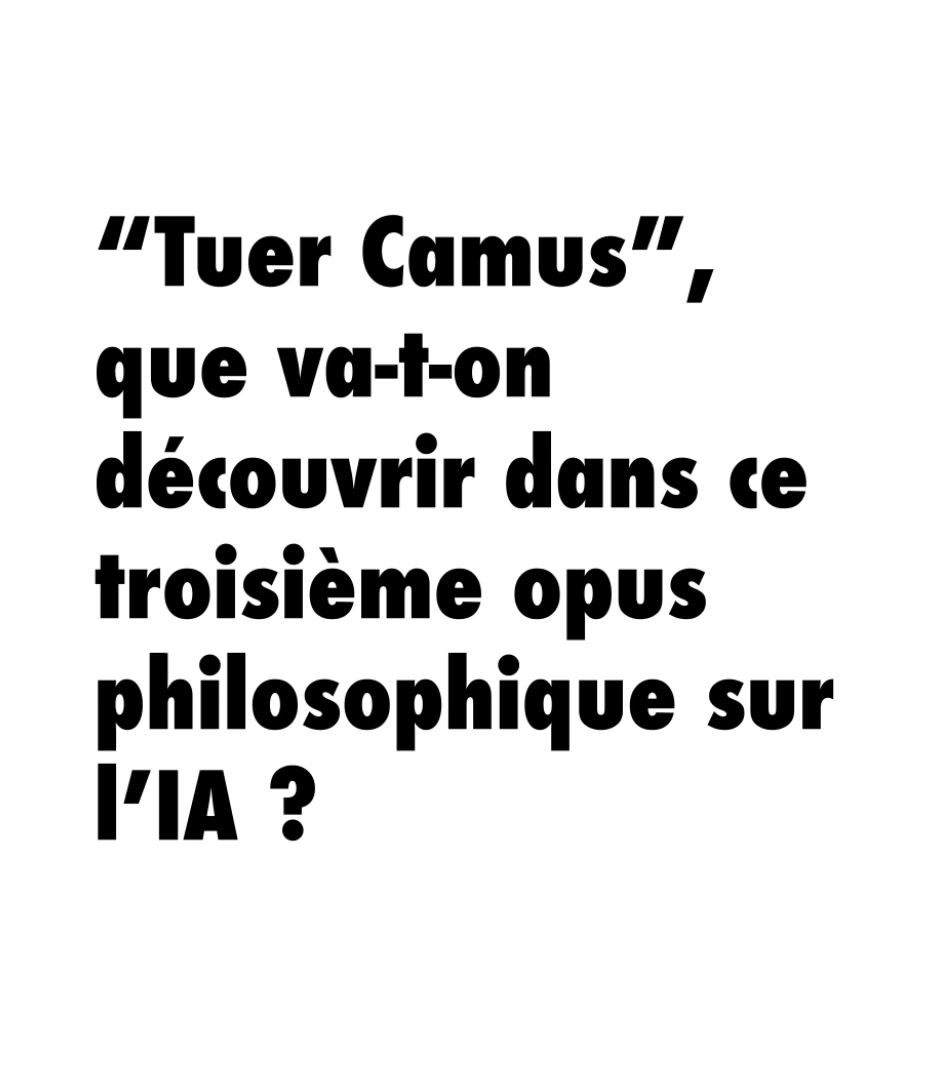 “Tuer Camus”,
que va-t-on
découvrir dans ce
troisième opus
philosophique sur
l’IA ?